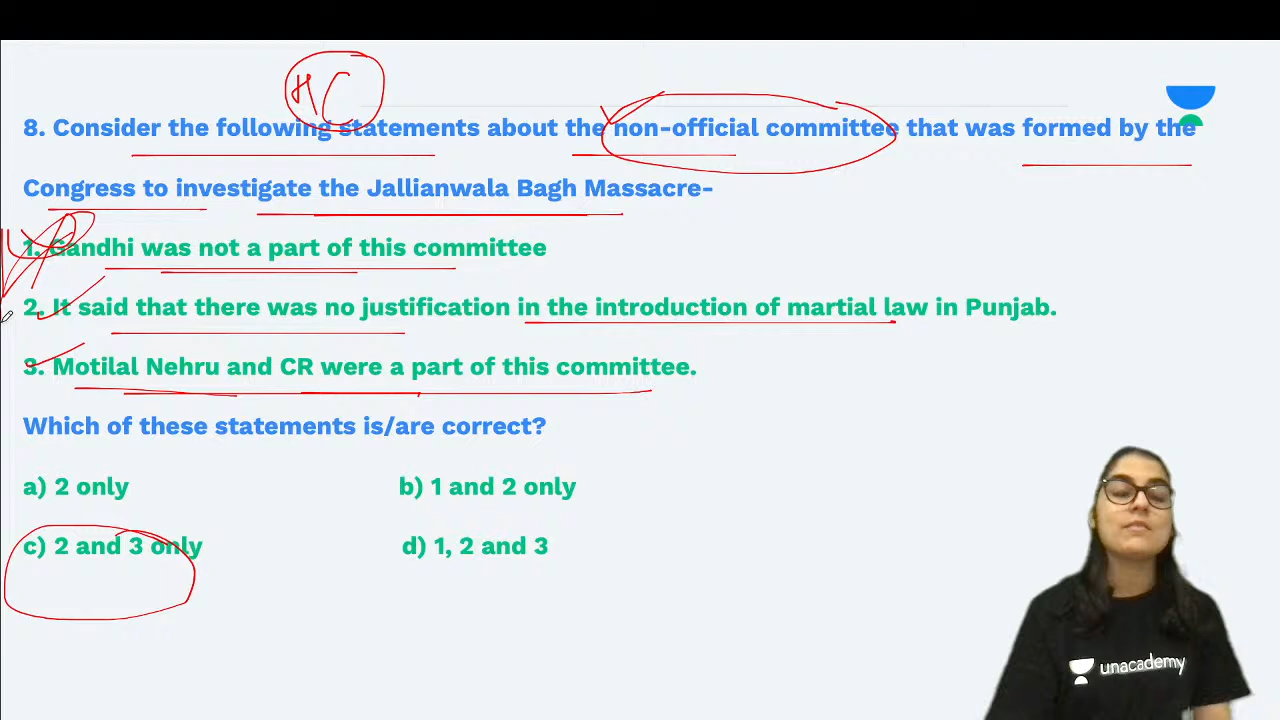 HC
8. Consider the following statements about the non-official committee that was formed by the
Congress to investigate the Jallianwala Bagh Massacre-
1. Gandhi was not a part of this committee
2. It said that there was no justification in the introduction of martial law in Punjab.
3. Motilal Nehru and CR were a part of this committee.
Which of these statements is/are correct?
a) 2 only b) 1 and 2 only
c) 2 and 3 only d) 1, 2 and 3
unacademy